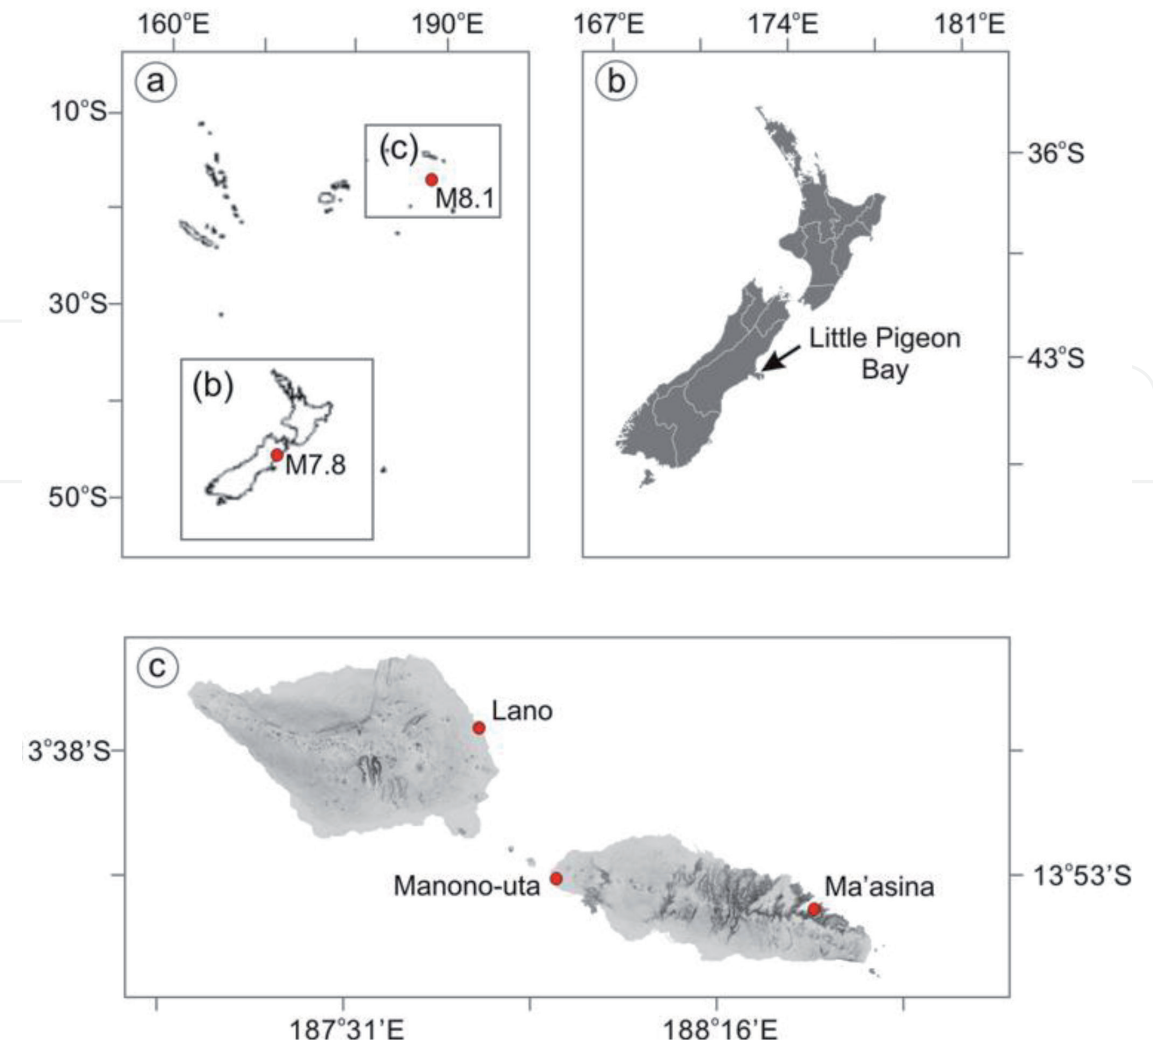 160°E 190°E 167°E 174°E 181°E
a
b
10°S
(c)
M8.1
36°S
30°S
Little Pigeon
Bay
43°S
(b)
M7.8
50°S
c
Lano
3°38'S
Manono-uta
Ma'asina
13°53'S
187°31'E 188°16'E